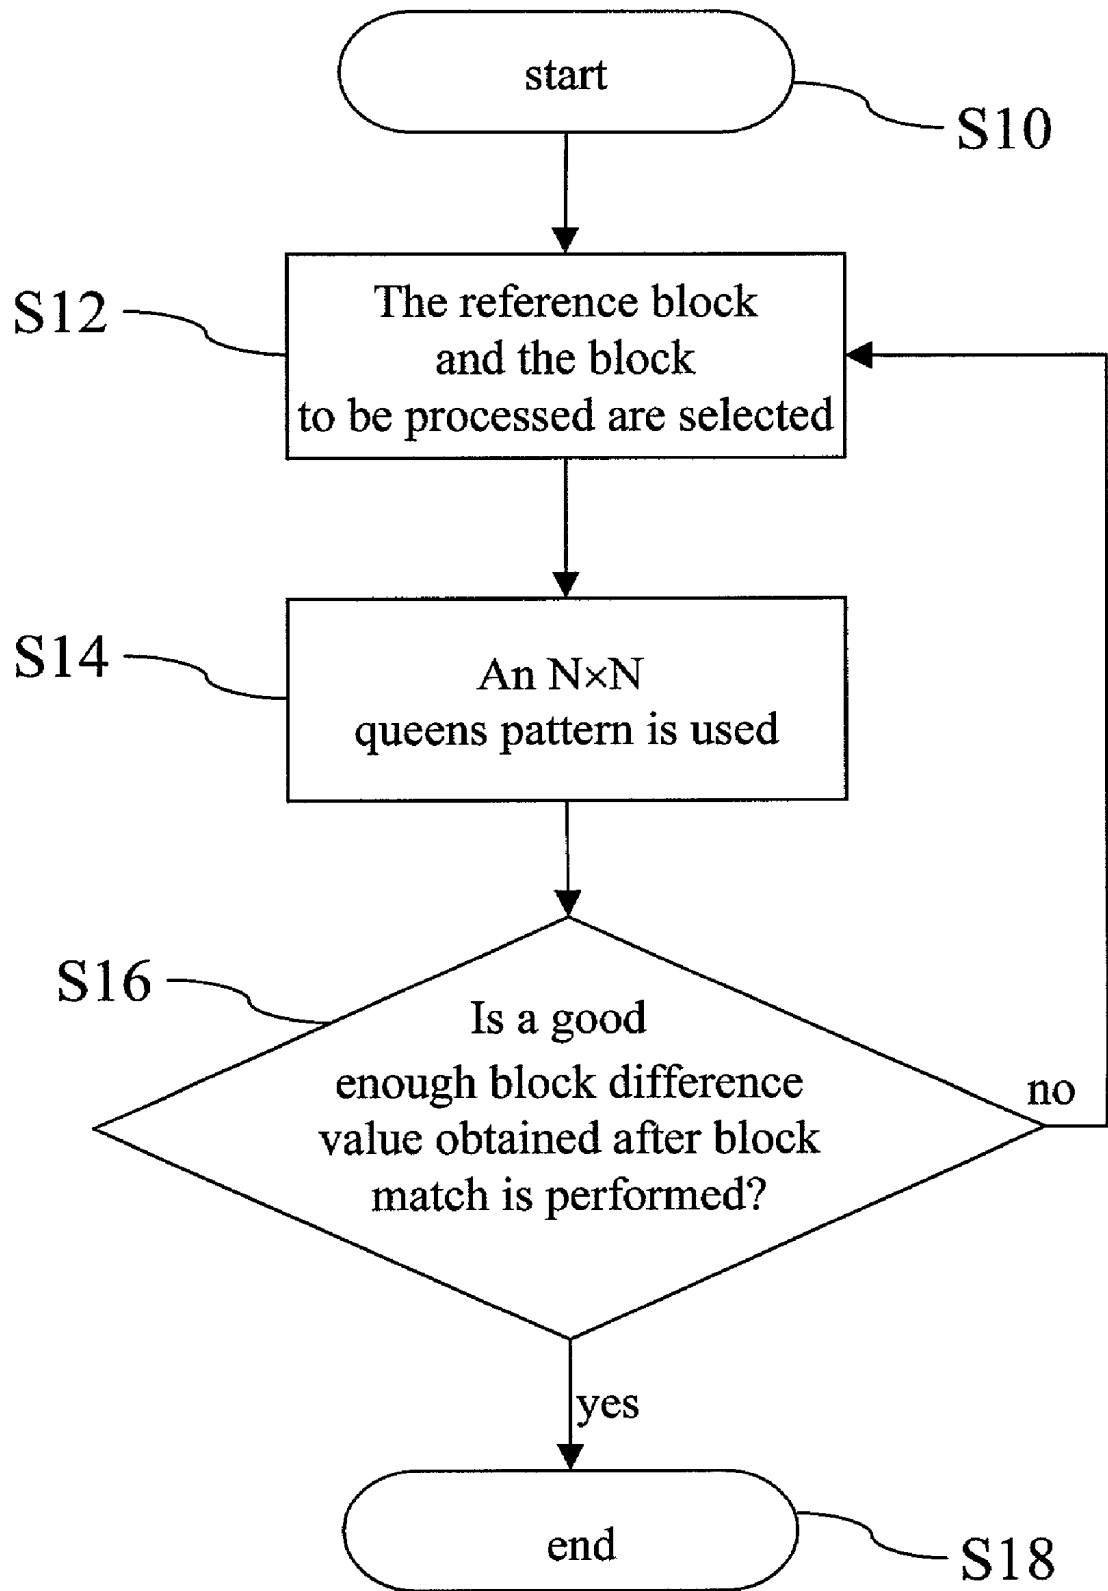 start
S10
S12
The reference block
and the block
to be processed are selected
S14
An N×N
queens pattern is used
S16
Is a good
enough block difference
value obtained after block
match is performed?
no
yes
end
S18